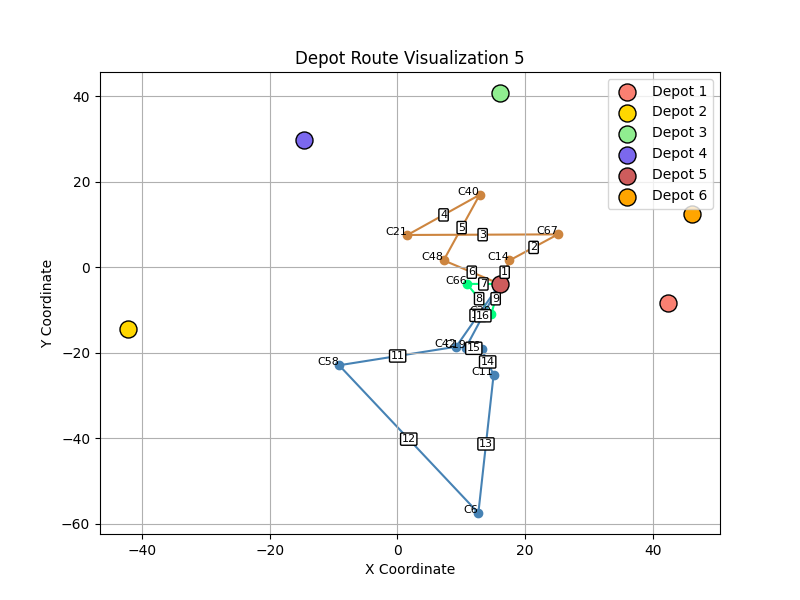 Depot Route Visualization 5
Depot 1
Depot 2
Depot 3
Depot 4
Depot 5
Depot 6
40
20
0
−20
−40
−60
Y Coordinate
−40
−20
0
20
40
X Coordinate
C40
C21
C67
C48
C14
C66
C42
C58
C11
C6
1
2
3
4
5
6
7
8
9
11
12
13
14
15
16